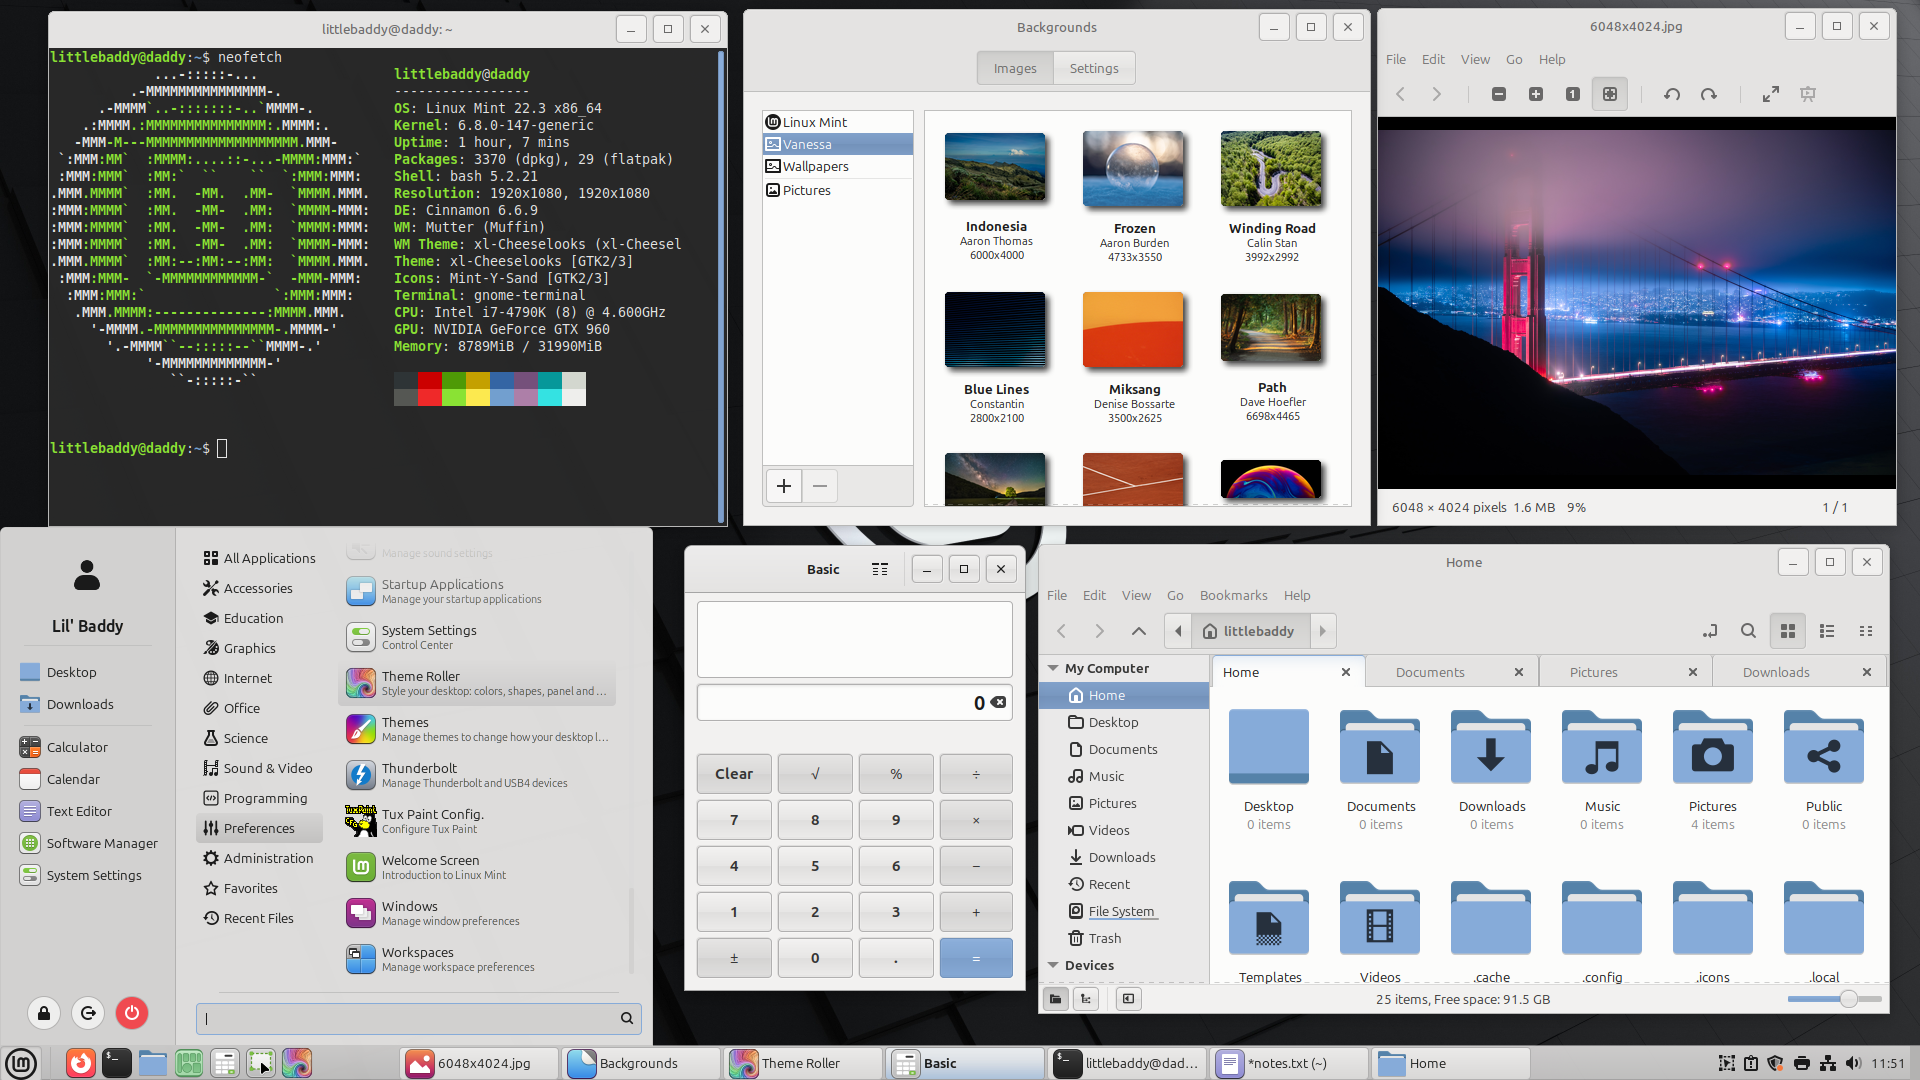 littlebaddy@daddy: ~
littlebaddy@daddy:~$ neofetch
littlebaddy@daddy
-----------------
OS: Linux Mint 22.3 x86_64
Kernel: 6.8.0-147-generic
Uptime: 1 hour, 7 mins
Packages: 3370 (dpkg), 29 (flatpak)
Shell: bash 5.2.21
Resolution: 1920x1080, 1920x1080
DE: Cinnamon 6.6.9
WM: Mutter (Muffin)
WM Theme: xl-Cheeselooks (xl-Cheesel
Theme: xl-Cheeselooks [GTK2/3]
Icons: Mint-Y-Sand [GTK2/3]
Terminal: gnome-terminal
CPU: Intel i7-4790K (8) @ 4.600GHz
GPU: NVIDIA GeForce GTX 960
Memory: 8789MiB / 31990MiB
littlebaddy@daddy:~$
Backgrounds
Images Settings
Linux Mint
Vanessa
Wallpapers
Pictures
Indonesia
Aaron Thomas
6000x4000
Frozen
Aaron Burden
4733x3550
Winding Road
Calin Stan
3992x2992
Blue Lines
Constantin
2800x2100
Miksang
Denise Bossarte
3500x2625
Path
Dave Hoefler
6698x4465
6048x4024.jpg
File Edit View Go Help
6048 × 4024 pixels 1.6 MB 9%
1 / 1
Lil' Baddy
Desktop
Downloads
Calculator
Calendar
Text Editor
Software Manager
System Settings
All Applications
Accessories
Education
Graphics
Internet
Office
Science
Sound & Video
Programming
Preferences
Administration
Favorites
Recent Files
Manage sound settings
Startup Applications
Manage your startup applications
System Settings
Control Center
Theme Roller
Style your desktop: colors, shapes, panel and ...
Themes
Manage themes to change how your desktop l...
Thunderbolt
Manage Thunderbolt and USB4 devices
Tux Paint Config.
Configure Tux Paint
Welcome Screen
Introduction to Linux Mint
Windows
Manage window preferences
Workspaces
Manage workspace preferences
Basic
0
Clear √ % ÷
7 8 9 ×
4 5 6 −
1 2 3 +
± 0 . =
Home
File Edit View Go Bookmarks Help
littlebaddy
My Computer
Home
Desktop
Documents
Music
Pictures
Videos
Downloads
Recent
File System
Trash
Devices
Home Documents Pictures Downloads
Desktop
0 items
Documents
0 items
Downloads
0 items
Music
0 items
Pictures
4 items
Public
0 items
Templates
Videos
.cache
.config
.icons
.local
25 items, Free space: 91.5 GB
6048x4024.jpg
Backgrounds
Theme Roller
Basic
littlebaddy@dad...
*notes.txt (~)
Home
11:51